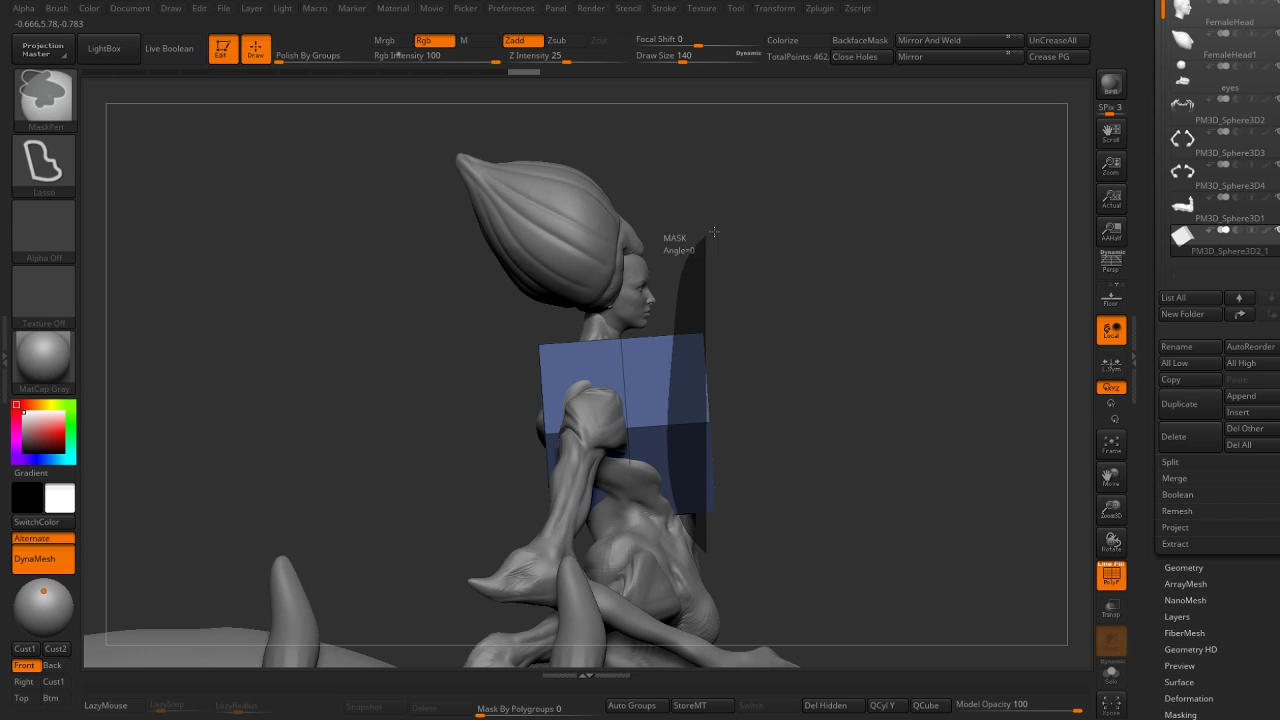 Alpha Brush Color Document Draw Edit File Layer Light Macro Marker Material Movie Picker Preferences Panel Render Stencil Stroke Texture Tool Transform Zplugin Zscript
-0.666,5.78,-0.783
Projection Master
LightBox
Live Boolean
Edit
Draw
Polish By Groups
Mrgb
Rgb
M
Rgb Intensity 100
Zadd
Zsub
Zcut
Z Intensity 25
Focal Shift 0
Draw Size 140
Dynamic
Colorize
TotalPoints: 462,
BackfaceMask
Close Holes
Mirror And Weld
Mirror
UnCreaseAll
Crease PG
MaskPen
Lasso
Alpha Off
Texture Off
MatCap Gray
Gradient
SwitchColor
Alternate
DynaMesh
Cust1 Cust2
Front Back
Right Cust1
Top Btm
MASK
Angle=0
BPR
SPix 3
Scroll
Zoom
Actual
AAHalf
Dynamic
Persp
Floor
Local
L.Sym
Frame
Move
Zoom3D
Rotate
Line Fill
PolyF
Transp
Dynamic
Solo
Xpose
FemaleHead
FemaleHead1
eyes
PM3D_Sphere3D2
PM3D_Sphere3D3
PM3D_Sphere3D4
PM3D_Sphere3D1
PM3D_Sphere3D2_1
List All
New Folder
Rename
AutoReorder
All Low
All High
Copy
Paste
Duplicate
Append
Insert
Delete
Del Other
Del All
Split
Merge
Boolean
Remesh
Project
Extract
Geometry
ArrayMesh
NanoMesh
Layers
FiberMesh
Geometry HD
Preview
Surface
Deformation
Masking
LazyMouse
LazyStep
LazyRadius
Snapshot
Delete
Mask By Polygroups 0
Auto Groups
StoreMT
Switch
Del Hidden
QCyl Y
QCube
Model Opacity 100